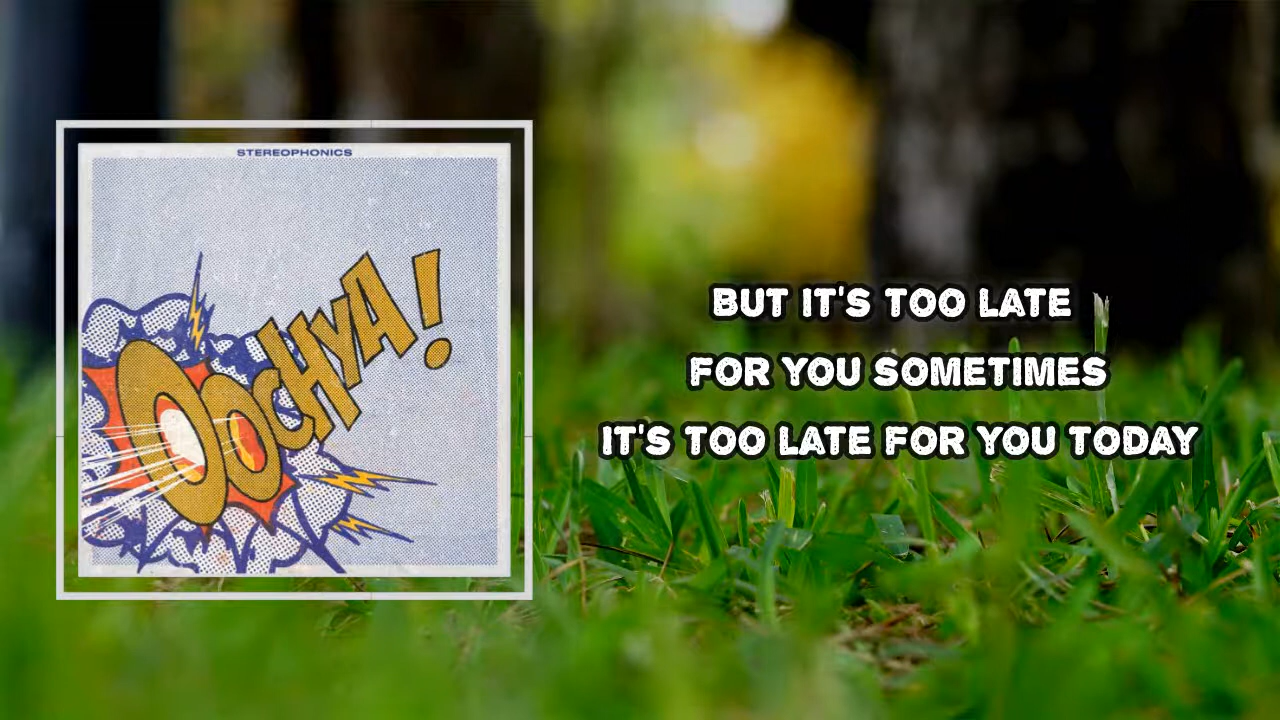 STEREOPHONICS
OOCHYA!
BUT IT'S TOO LATE
FOR YOU SOMETIMES
IT'S TOO LATE FOR YOU TODAY